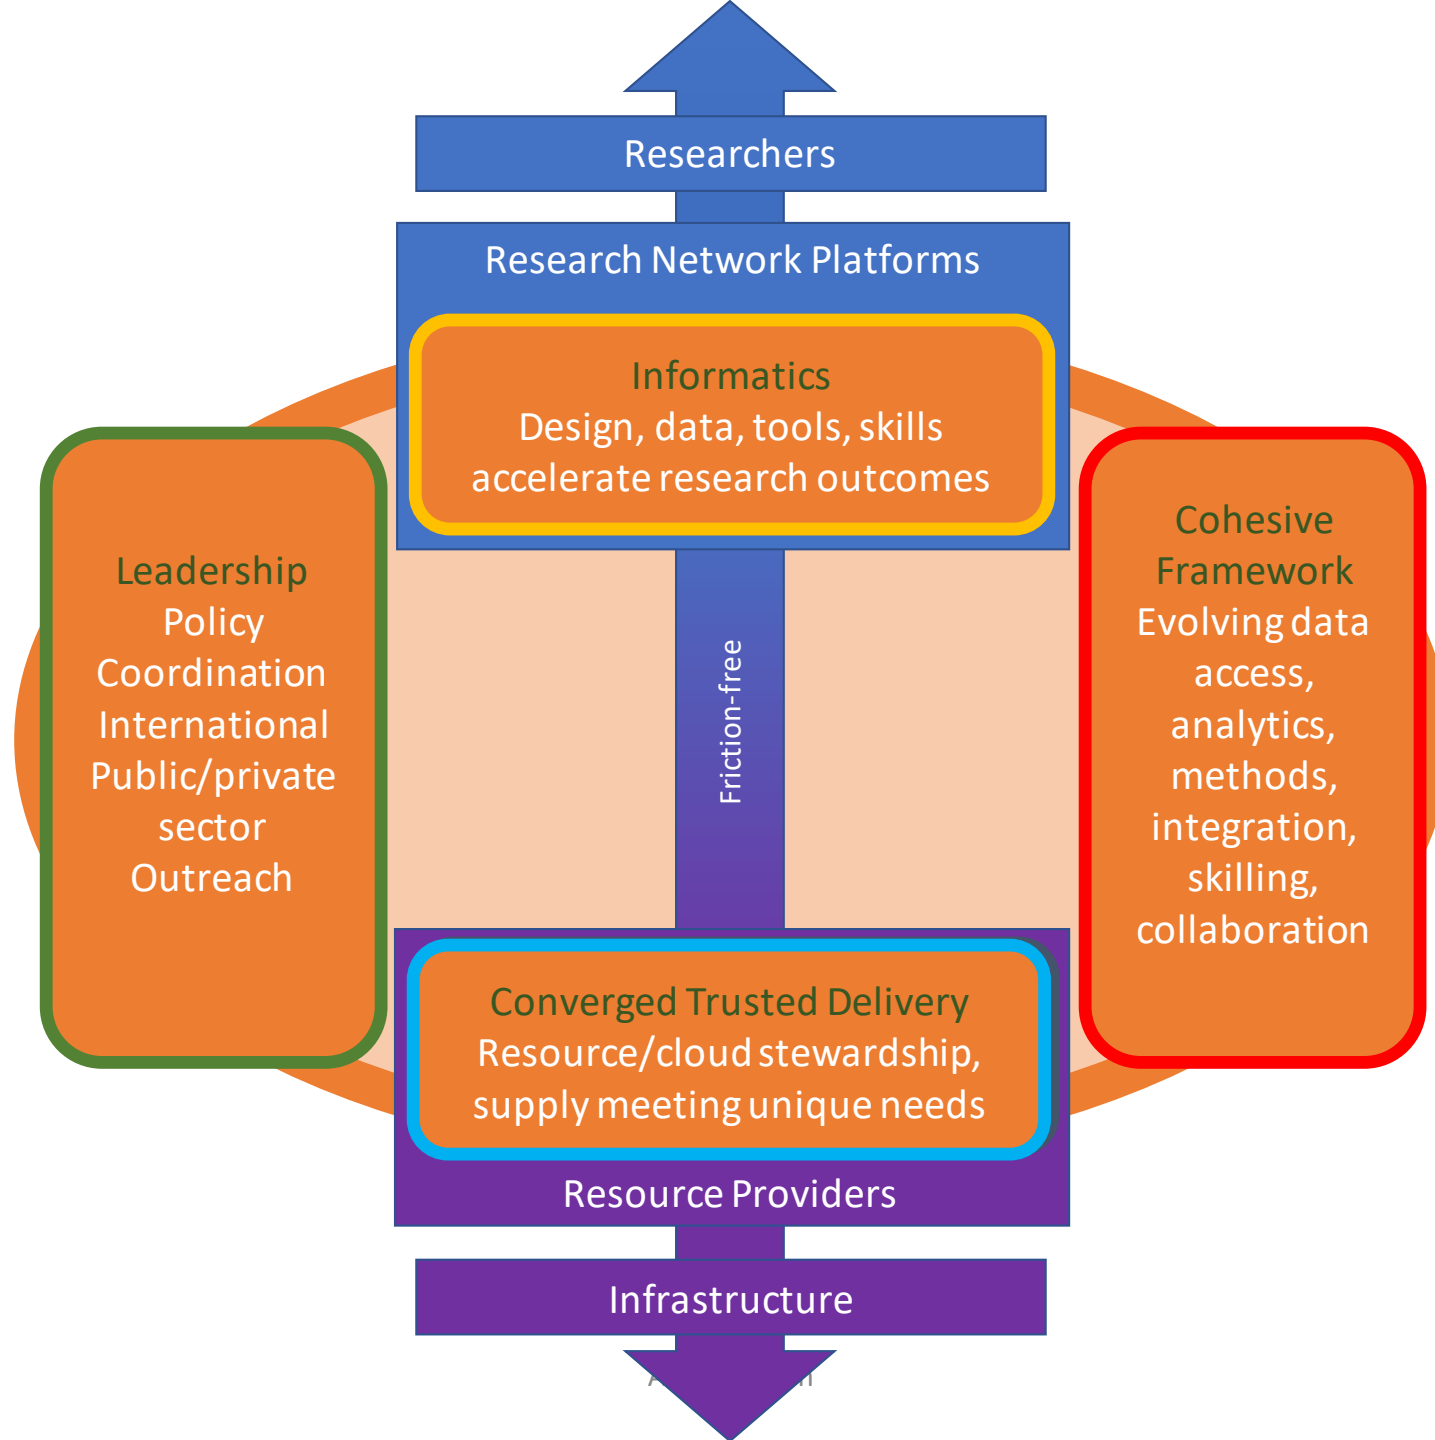 Researchers
Research Network Platforms
Informatics
Design, data, tools, skills
accelerate research outcomes
Leadership
Policy
Coordination
International
Public/private
sector
Outreach
Friction-free
Cohesive
Framework
Evolving data
access,
analytics,
methods,
integration,
skilling,
collaboration
Converged Trusted Delivery
Resource/cloud stewardship,
supply meeting unique needs
Resource Providers
Infrastructure